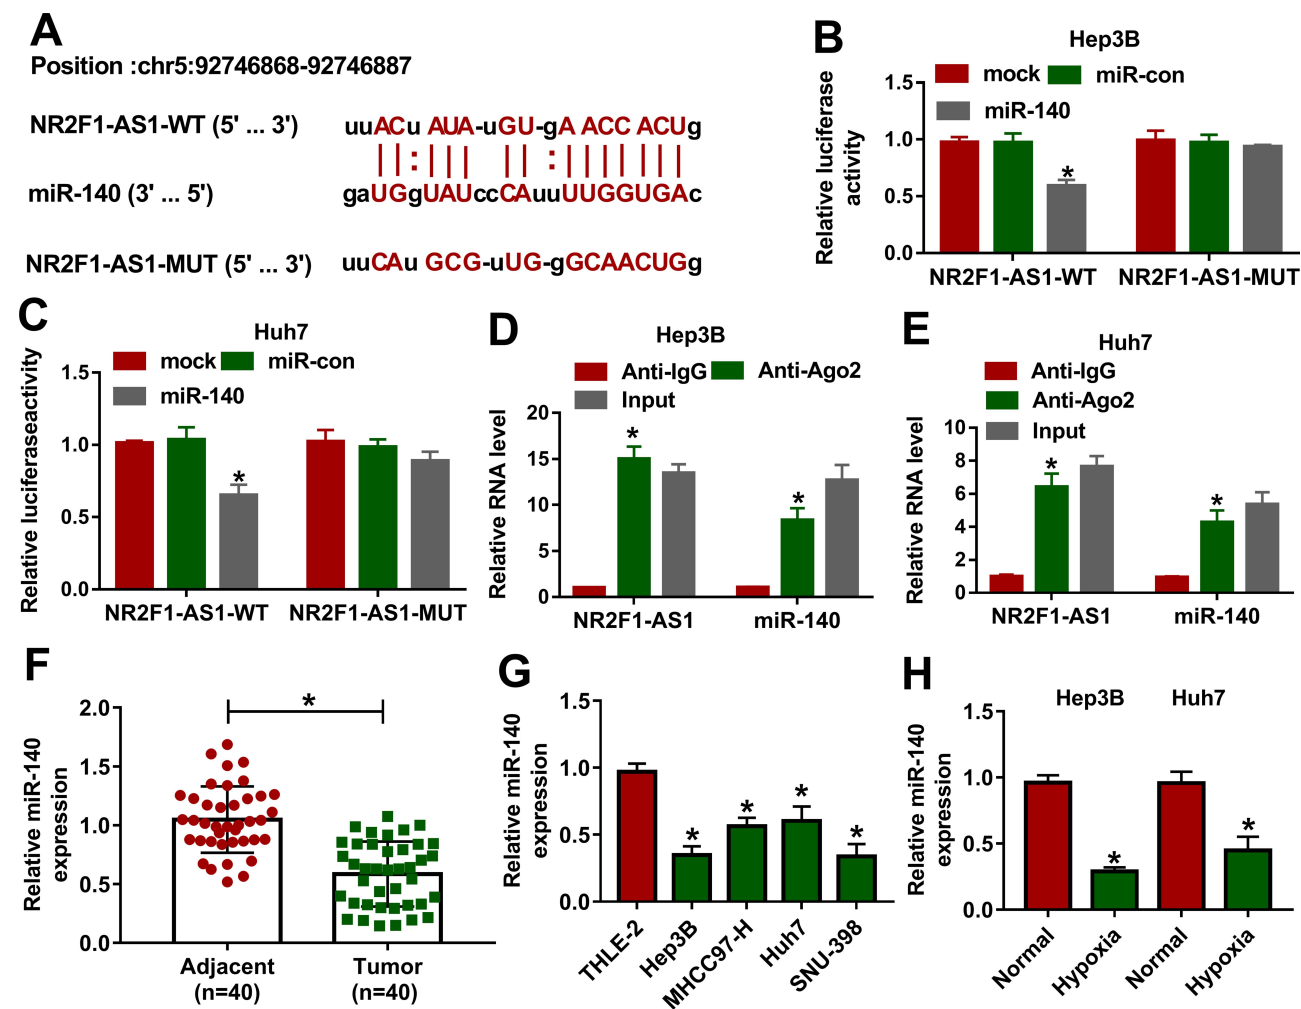 A
Position :chr5:92746868-92746887
NR2F1-AS1-WT (5' ... 3') uuACu AUA-uGU-gA ACC ACUg
miR-140 (3' ... 5') gaUGgUAUccCAuuUUGGUGAc
NR2F1-AS1-MUT (5' ... 3') uuCAu GCG-uUG-gGCAACUGg
B
Hep3B
mock miR-con
miR-140
Relative luciferase
activity
1.5
1.0
0.5
0.0
NR2F1-AS1-WT NR2F1-AS1-MUT
C
Huh7
mock miR-con
miR-140
Relative luciferaseactivity
1.5
1.0
0.5
0.0
*
*
NR2F1-AS1-WT NR2F1-AS1-MUT
D
Hep3B
Anti-IgG Anti-Ago2
Input
Relative RNA level
20
15
10
5
0
* *
NR2F1-AS1 miR-140
E
Huh7
Anti-IgG
Anti-Ago2
Input
Relative RNA level
10
8
6
4
2
0
* *
NR2F1-AS1 miR-140
F
Relative miR-140
expression
2.0
1.5
1.0
0.5
0.0
*
Adjacent
(n=40)
Tumor
(n=40)
G
Relative miR-140
expression
1.5
1.0
0.5
0.0
* * * *
THLE-2
Hep3B
MHCC97-H
Huh7
SNU-398
H
Hep3B Huh7
Relative miR-140
expression
1.5
1.0
0.5
0.0
* *
Normal
Hypoxia
Normal
Hypoxia